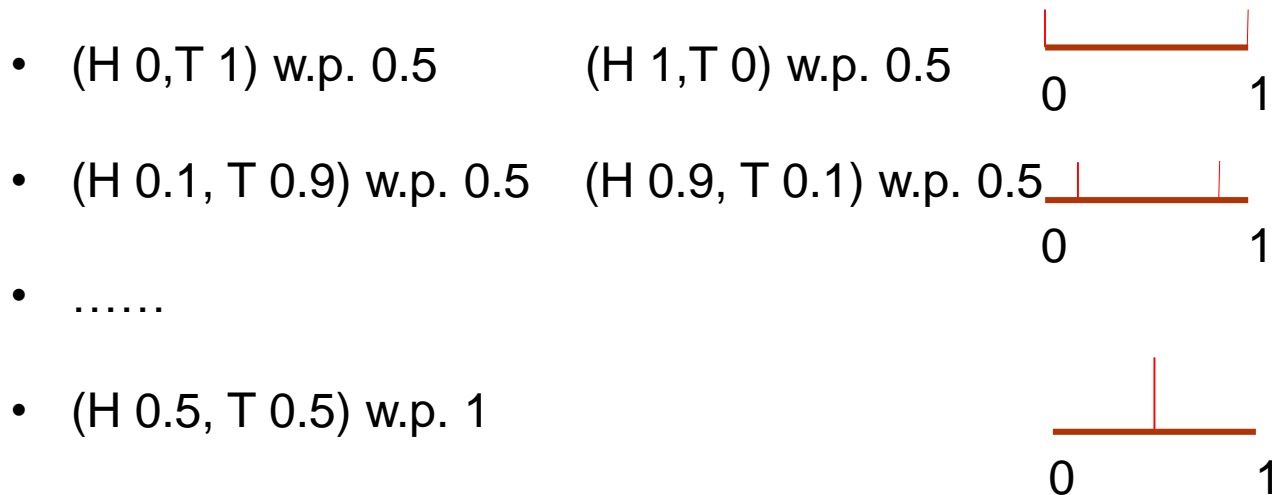 • (H 0,T 1) w.p. 0.5 (H 1,T 0) w.p. 0.5
0 1
• (H 0.1, T 0.9) w.p. 0.5 (H 0.9, T 0.1) w.p. 0.5
0 1
• ……
• (H 0.5, T 0.5) w.p. 1
0 1